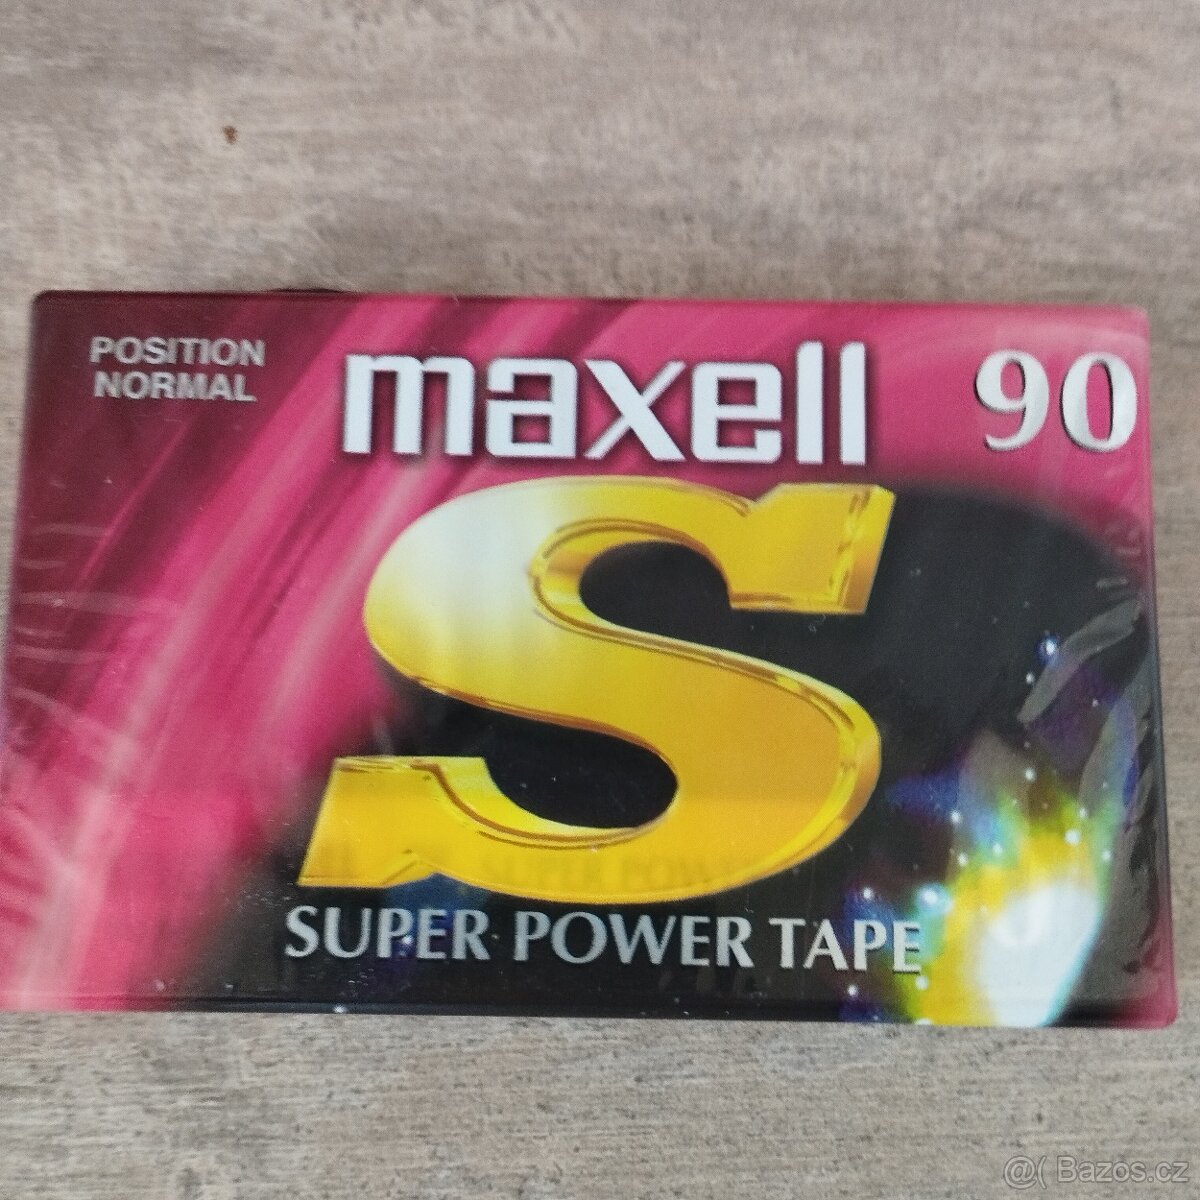 POSITION
NORMAL
maxell
90
S
SUPER POWER TAPE
@( Bazos.cz